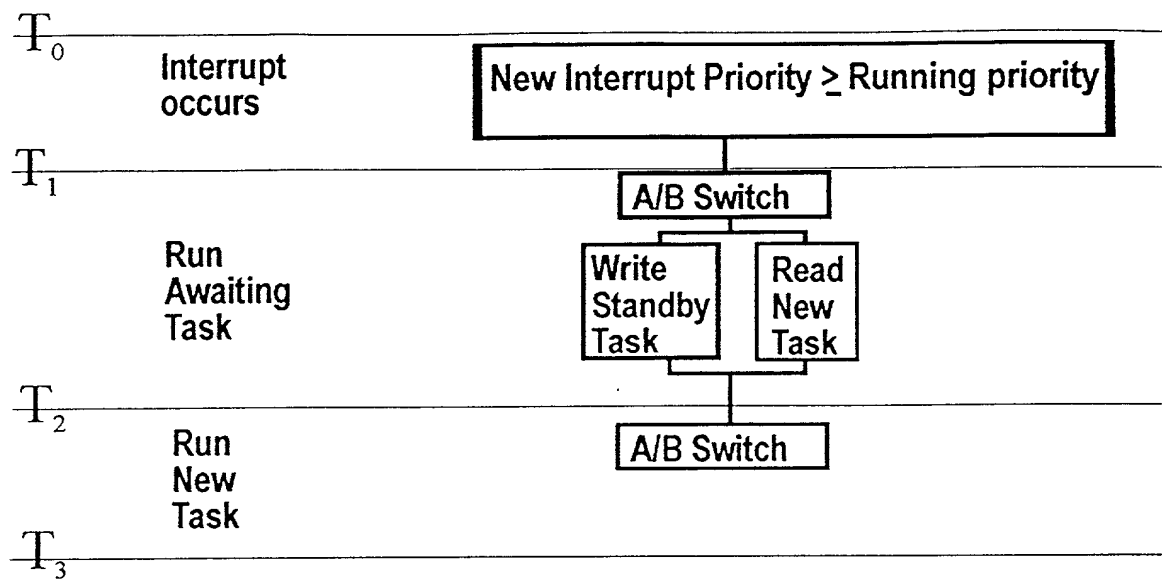 T0
Interrupt
occurs
New Interrupt Priority ≥ Running priority
T1
A/B Switch
Run
Awaiting
Task
Write
Standby
Task
Read
New
Task
T2
A/B Switch
Run
New
Task
T3